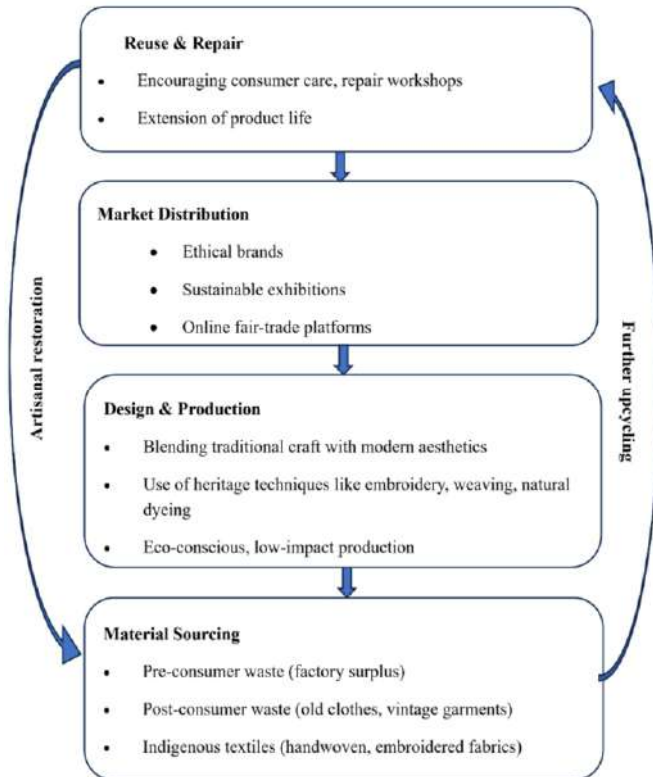 Reuse & Repair
• Encouraging consumer care, repair workshops
• Extension of product life
Market Distribution
• Ethical brands
• Sustainable exhibitions
• Online fair-trade platforms
Design & Production
• Blending traditional craft with modern aesthetics
• Use of heritage techniques like embroidery, weaving, natural
dyeing
• Eco-conscious, low-impact production
Material Sourcing
• Pre-consumer waste (factory surplus)
• Post-consumer waste (old clothes, vintage garments)
• Indigenous textiles (handwoven, embroidered fabrics)
Artisanal restoration
Further upcycling